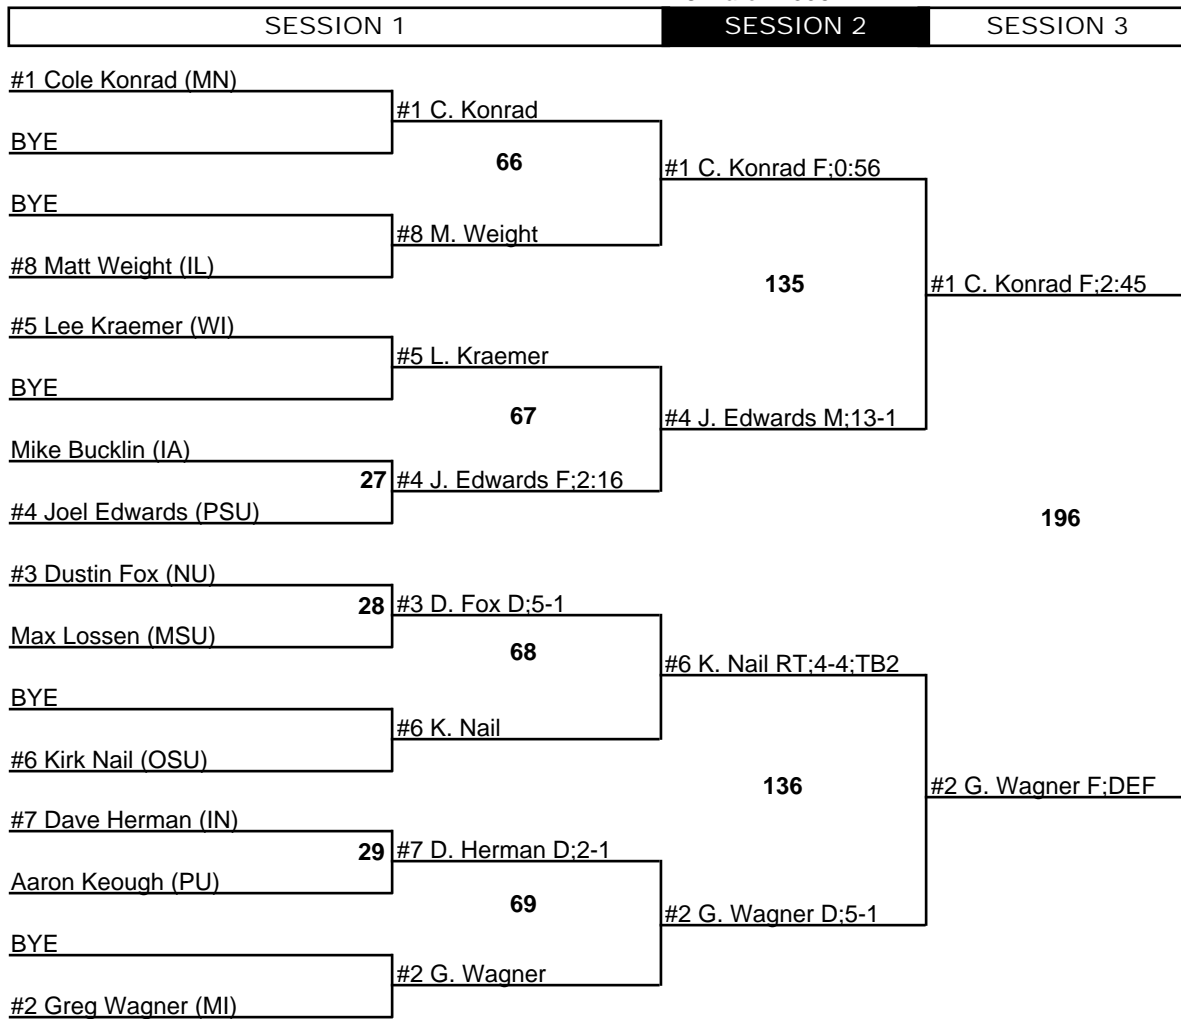 SESSION 1
SESSION 2
SESSION 3
#1 Cole Konrad (MN)
#1 C. Konrad
BYE
66
#1 C. Konrad F;0:56
BYE
#8 M. Weight
#8 Matt Weight (IL)
135
#1 C. Konrad F;2:45
#5 Lee Kraemer (WI)
#5 L. Kraemer
BYE
67
#4 J. Edwards M;13-1
Mike Bucklin (IA)
27
#4 J. Edwards F;2:16
#4 Joel Edwards (PSU)
196
#3 Dustin Fox (NU)
28
#3 D. Fox D;5-1
Max Lossen (MSU)
68
#6 K. Nail RT;4-4;TB2
BYE
#6 K. Nail
#6 Kirk Nail (OSU)
136
#2 G. Wagner F;DEF
#7 Dave Herman (IN)
29
#7 D. Herman D;2-1
Aaron Keough (PU)
69
#2 G. Wagner D;5-1
BYE
#2 G. Wagner
#2 Greg Wagner (MI)